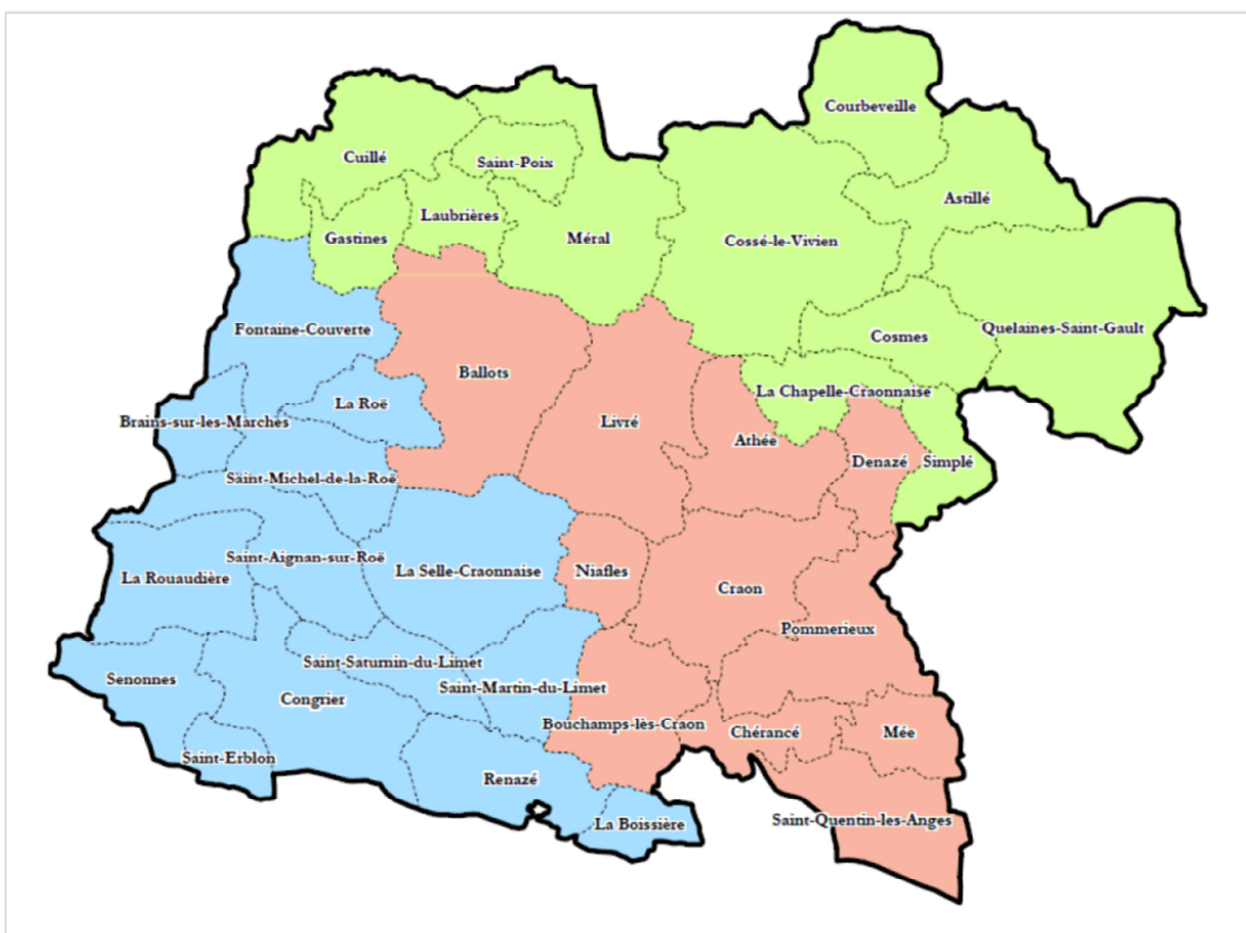 Courbeveille
Cuillé
Saint-Poix
Astillé
Laubrières
Gastines
Méral
Cossé-le-Vivien
Fontaine-Couverte
Quelaines-Saint-Gault
Cosmes
Ballots
La Chapelle-Craonnaise
La Roë
Brains-sur-les-Marches
Livré
Athée
Denazé
Simplé
Saint-Michel-de-la-Roë
Saint-Aignan-sur-Roë
La Rouaudière
La Selle-Craonnaise
Niafles
Craon
Pommerieux
Saint-Saturnin-du-Limet
Senonnes
Saint-Martin-du-Limet
Congrier
Bouchamps-lès-Craon
Chérancé
Mée
Saint-Erblon
Renazé
La Boissière
Saint-Quentin-les-Anges